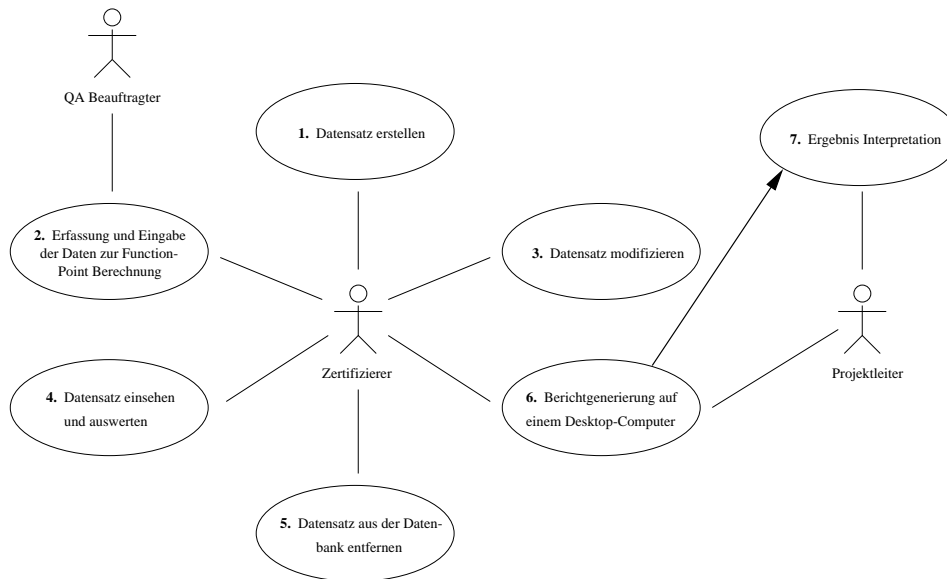 QA Beauftragter
1. Datensatz erstellen
7. Ergebnis Interpretation
2. Erfassung und Eingabe
der Daten zur Function-
Point Berechnung
3. Datensatz modifizieren
Zertifizierer
Projektleiter
4. Datensatz einsehen
und auswerten
6. Berichtgenerierung auf
einem Desktop-Computer
5. Datensatz aus der Daten-
bank entfernen